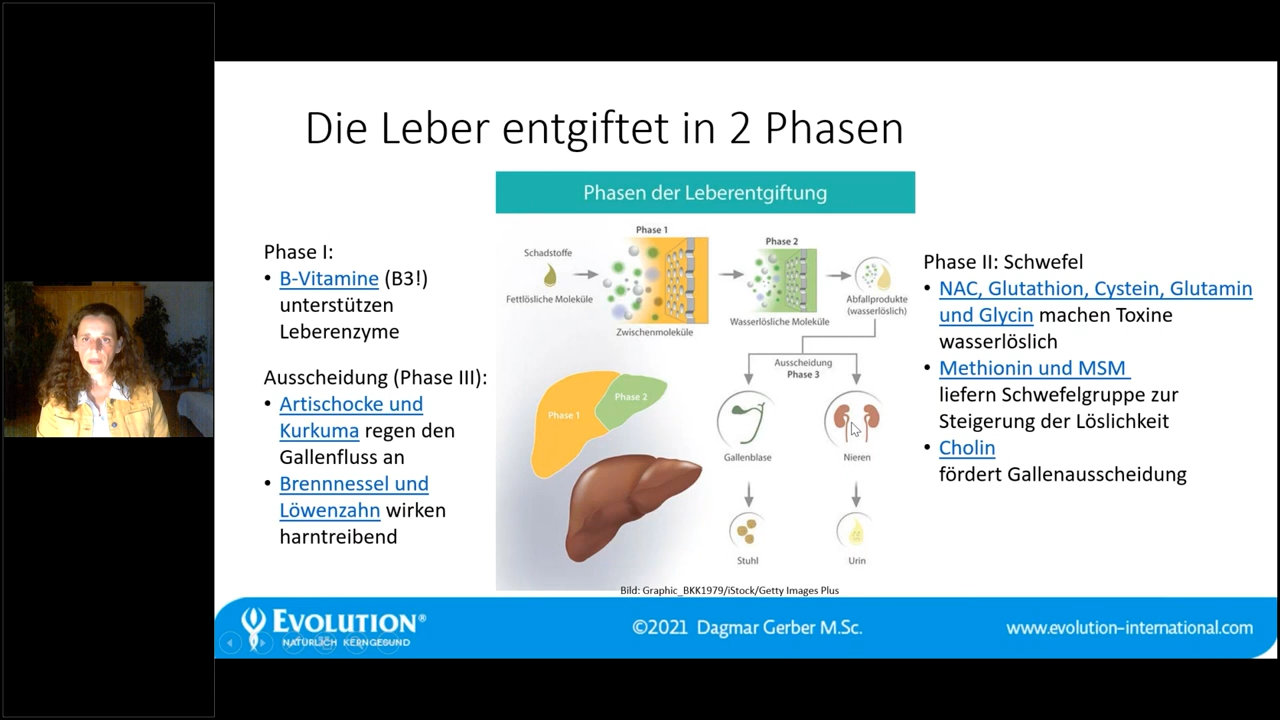 Die Leber entgiftet in 2 Phasen
Phase I:
• B-Vitamine (B3!)
unterstützen
Leberenzyme
Ausscheidung (Phase III):
• Artischocke und
Kurkuma regen den
Gallenfluss an
• Brennnessel und
Löwenzahn wirken
harntreibend
Phasen der Leberentgiftung
Schadstoffe
Fettlösliche Moleküle
Phase 1
Zwischenmoleküle
Phase 2
Wasserlösliche Moleküle
Abfallprodukte
(wasserlöslich)
Ausscheidung
Phase 3
Phase 1
Phase 2
Gallenblase
Nieren
Stuhl
Urin
Bild: Graphic_BKK1979/iStock/Getty Images Plus
Phase II: Schwefel
• NAC, Glutathion, Cystein, Glutamin
und Glycin machen Toxine
wasserlöslich
• Methionin und MSM
liefern Schwefelgruppe zur
Steigerung der Löslichkeit
• Cholin
fördert Gallenausscheidung
EVOLUTION®
NATÜRLICH KERNGESUND
©2021 Dagmar Gerber M.Sc.
www.evolution-international.com